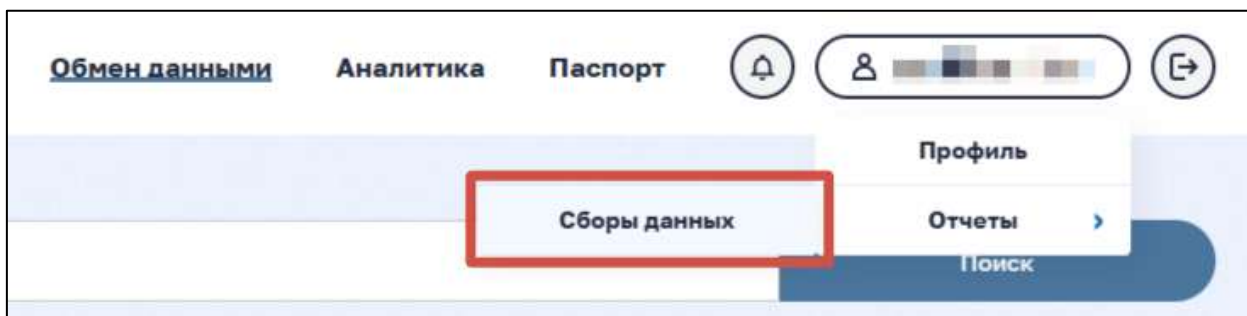 Обмен данными Аналитика Паспорт
Профиль
Сборы данных Отчеты
Поиск